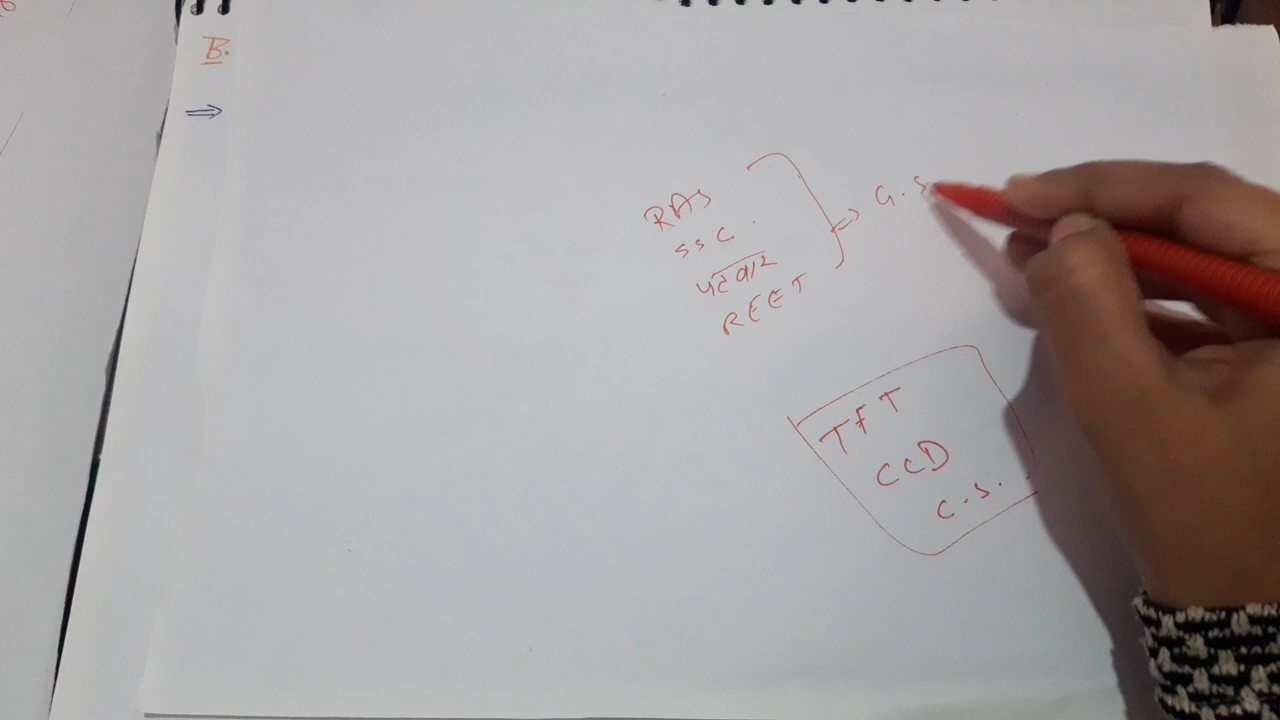 B.
⇒
RAS
SSC
पटवार
REET
⇒ G.S
TFT
CCD
C.S.